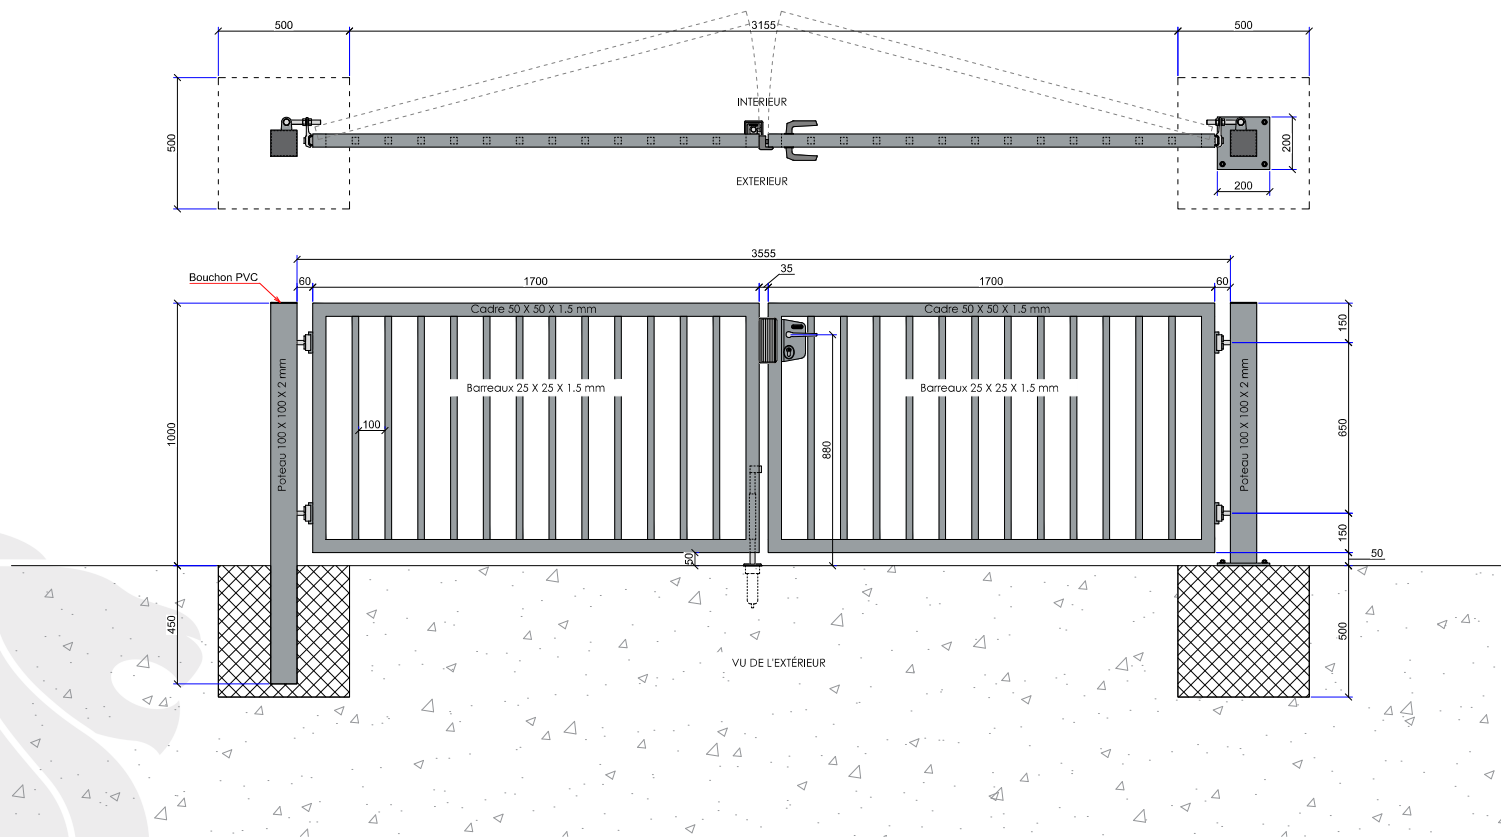 500
3155
500
INTERIEUR
500
200
EXTERIEUR
200
3555
Bouchon PVC
60
1700
35
1700
60
Cadre 50 X 50 X 1.5 mm
Cadre 50 X 50 X 1.5 mm
150
Poteau 100 X 100 X 2 mm
Barreaux 25 X 25 X 1.5 mm
Barreaux 25 X 25 X 1.5 mm
Poteau 100 X 100 X 2 mm
1000
100
880
650
150
50
50
450
500
VU DE L'EXTÉRIEUR